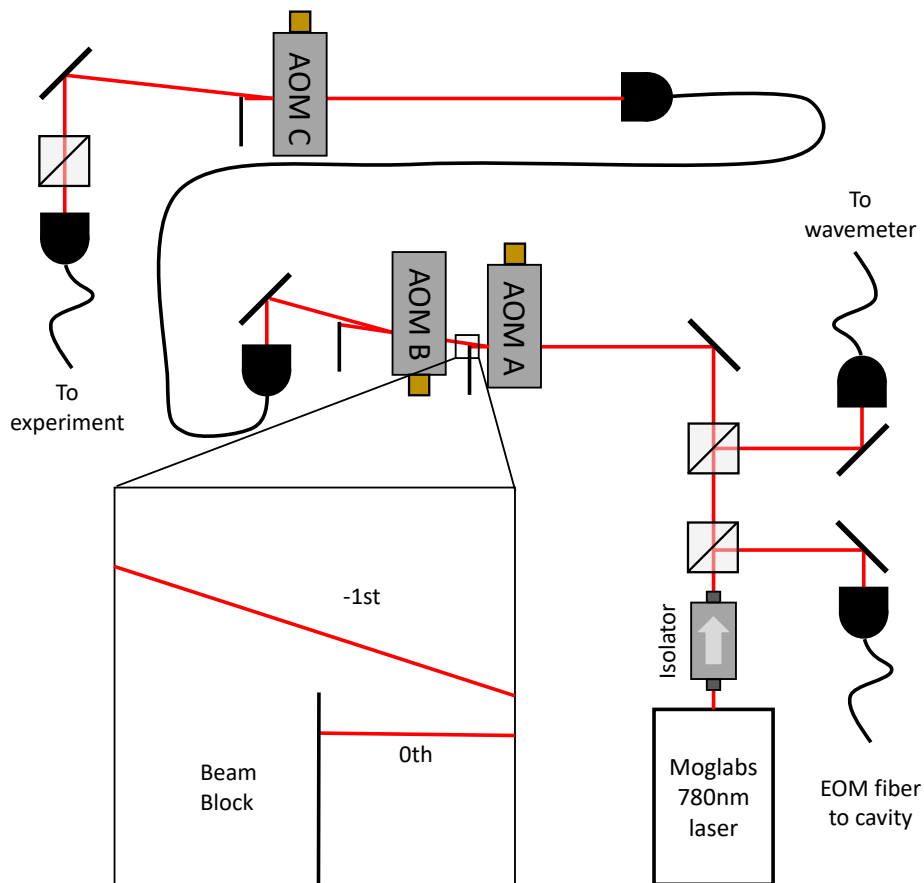 AOM C
To
wavemeter
AOM B
AOM A
To
experiment
-1st
0th
Beam
Block
Isolator
Moglabs
780nm
laser
EOM fiber
to cavity